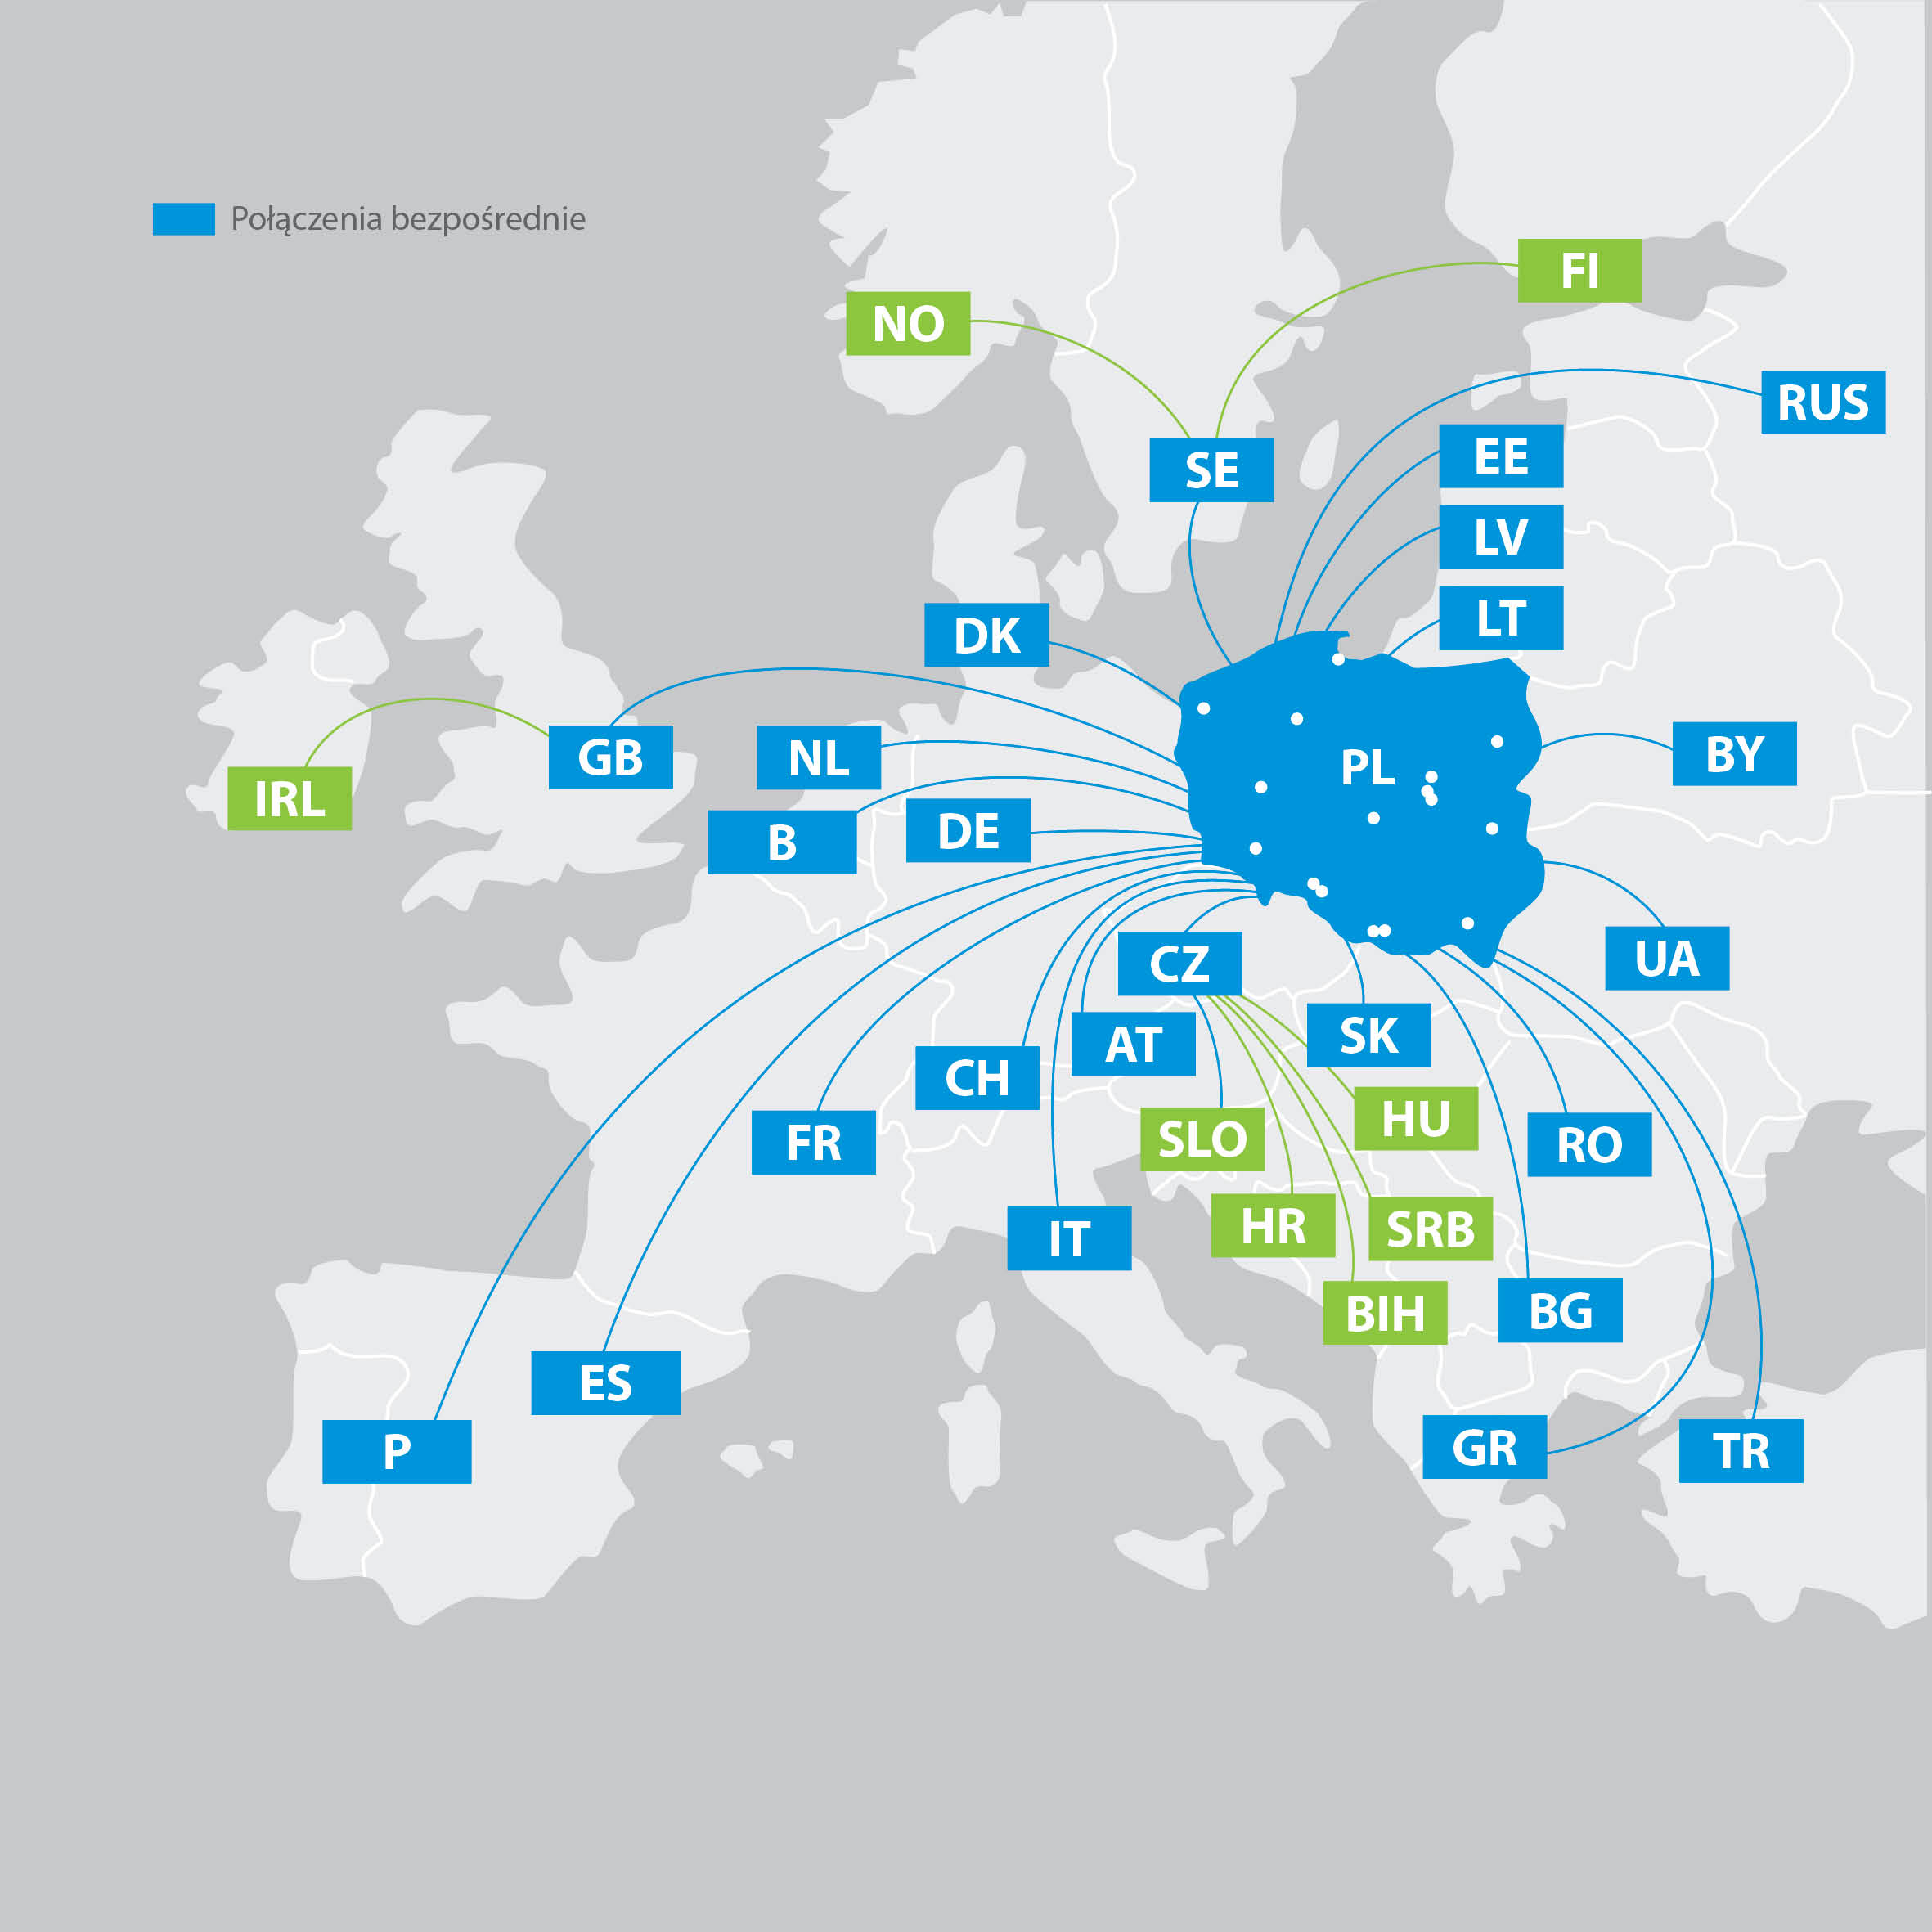 Połączenia bezpośrednie
FI
NO
RUS
EE
SE
LV
LT
DK
GB
NL
PL
BY
IRL
B
DE
CZ
UA
SK
AT
CH
HU
FR
SLO
RO
HR
SRB
IT
BIH
BG
ES
P
GR
TR